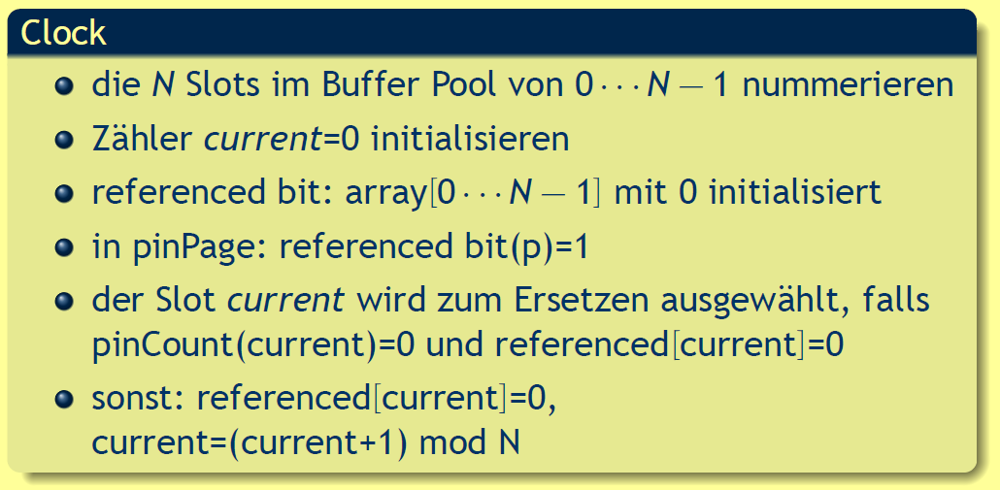 Clock
die N Slots im Buffer Pool von 0 · · · N − 1 nummerieren
Zähler current=0 initialisieren
referenced bit: array[0 · · · N − 1] mit 0 initialisiert
in pinPage: referenced bit(p)=1
der Slot current wird zum Ersetzen ausgewählt, falls
pinCount(current)=0 und referenced[current]=0
sonst: referenced[current]=0,
current=(current+1) mod N